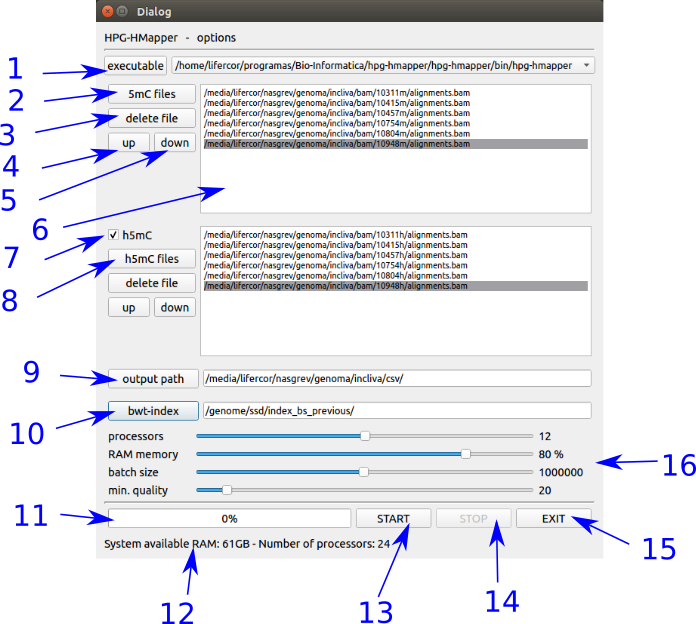 Dialog
HPG-HMapper - options
1 executable /home/lifercor/programas/Bio-Informatica/hpg-hmapper/hpg-hmapper/bin/hpg-hmapper
2 5mC files
3 delete file
4 up
5 down
6
/media/lifercor/nasgrev/genoma/incliva/bam/10311m/alignments.bam
/media/lifercor/nasgrev/genoma/incliva/bam/10415m/alignments.bam
/media/lifercor/nasgrev/genoma/incliva/bam/10457m/alignments.bam
/media/lifercor/nasgrev/genoma/incliva/bam/10754m/alignments.bam
/media/lifercor/nasgrev/genoma/incliva/bam/10804m/alignments.bam
/media/lifercor/nasgrev/genoma/incliva/bam/10948m/alignments.bam
7 h5mC
8 h5mC files
delete file
up down
/media/lifercor/nasgrev/genoma/incliva/bam/10311h/alignments.bam
/media/lifercor/nasgrev/genoma/incliva/bam/10415h/alignments.bam
/media/lifercor/nasgrev/genoma/incliva/bam/10457h/alignments.bam
/media/lifercor/nasgrev/genoma/incliva/bam/10754h/alignments.bam
/media/lifercor/nasgrev/genoma/incliva/bam/10804h/alignments.bam
/media/lifercor/nasgrev/genoma/incliva/bam/10948h/alignments.bam
9 output path /media/lifercor/nasgrev/genoma/incliva/csv/
10 bwt-index /genome/ssd/index_bs_previous/
processors 12
RAM memory 80 %
batch size 1000000
min. quality 20
16
11 0% START STOP EXIT
System available RAM: 61GB - Number of processors: 24
12 13 14 15